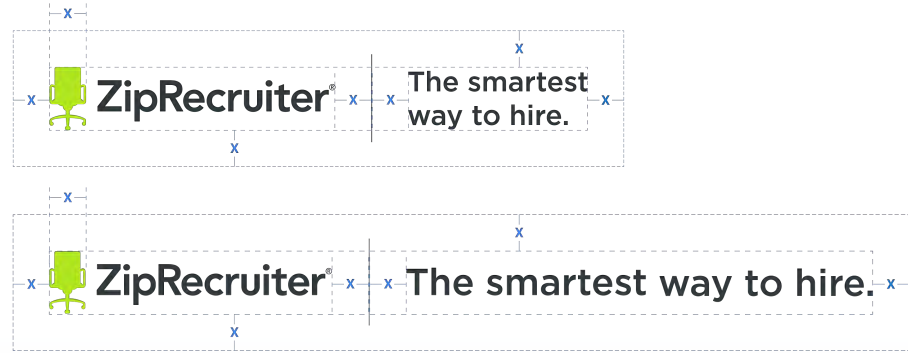 X
X
X ZipRecruiter® X X The smartest X
way to hire.
X
X
X
X ZipRecruiter® X X The smartest way to hire. X
X